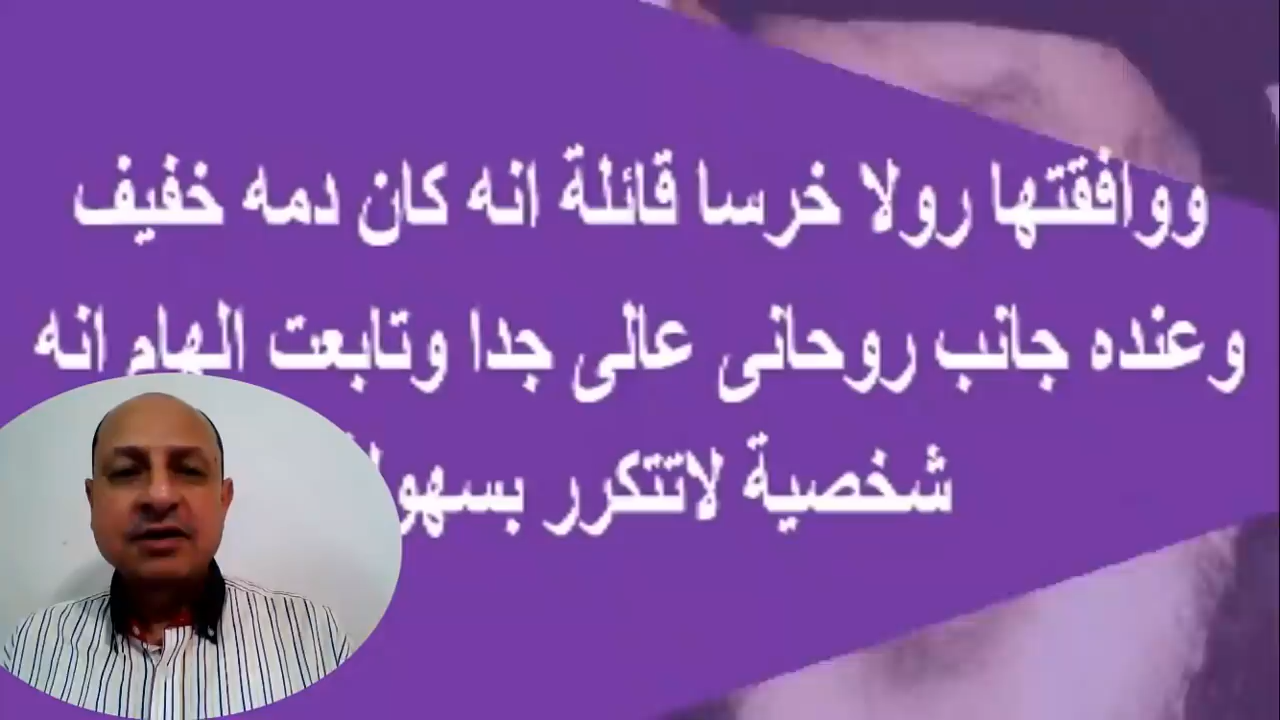 ووافقتها رولا خرسا قائلة انه كان دمه خفيف
وعنده جانب روحانى عالى جدا وتابعت الهام انه
شخصية لاتتكرر